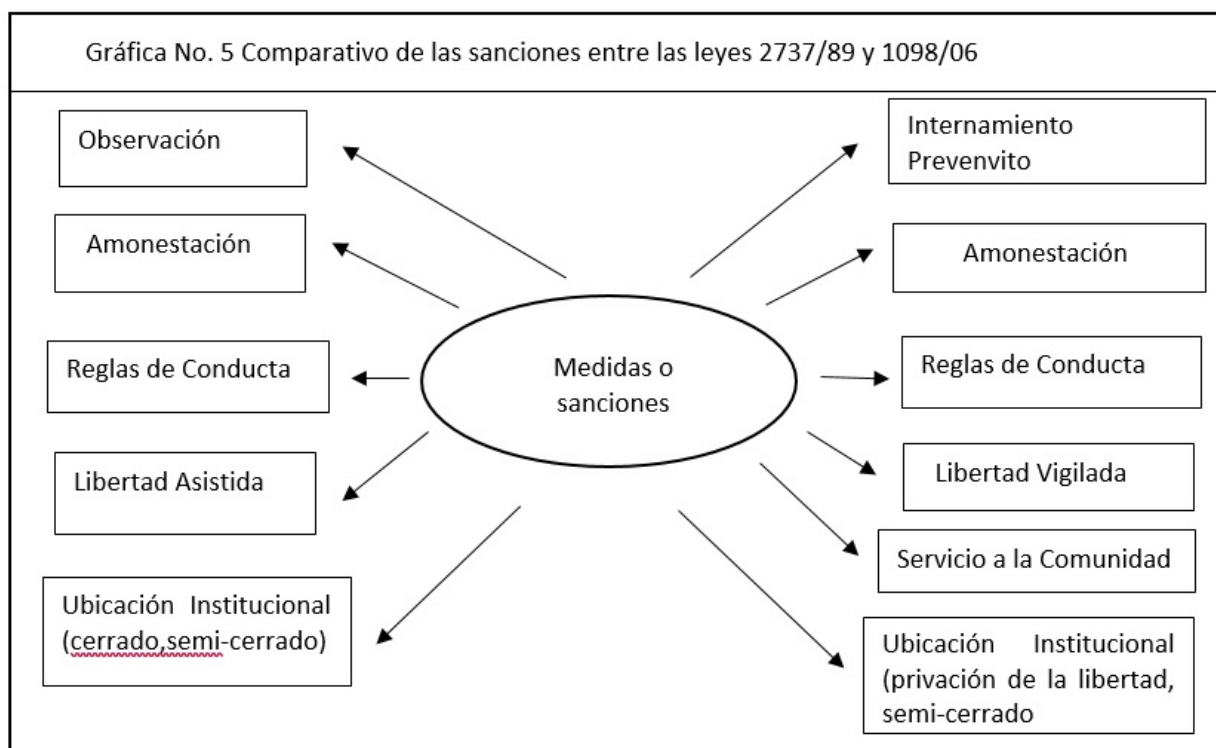 Gráfica No. 5 Comparativo de las sanciones entre las leyes 2737/89 y 1098/06
Observación
Amonestación
Reglas de Conducta
Libertad Asistida
Ubicación Institucional
(cerrado,semi-cerrado)
Medidas o
sanciones
Internamiento
Prevenvito
Amonestación
Reglas de Conducta
Libertad Vigilada
Servicio a la Comunidad
Ubicación Institucional
(privación de la libertad,
semi-cerrado